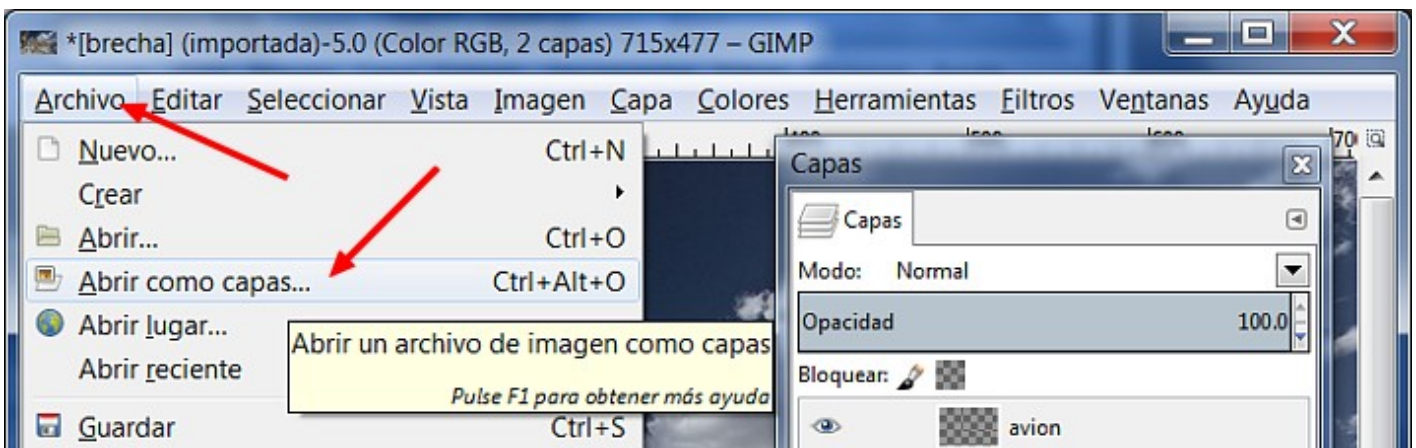 *[brecha] (importada)-5.0 (Color RGB, 2 capas) 715x477 – GIMP
Archivo Editar Seleccionar Vista Imagen Capa Colores Herramientas Filtros Ventanas Ayuda
Nuevo... Ctrl+N
Crear
Abrir... Ctrl+O
Abrir como capas... Ctrl+Alt+O
Abrir lugar...
Abrir reciente
Guardar Ctrl+S
Abrir un archivo de imagen como capas
Pulse F1 para obtener más ayuda
Capas
Capas
Modo: Normal
Opacidad 100.0
Bloquear:
avion